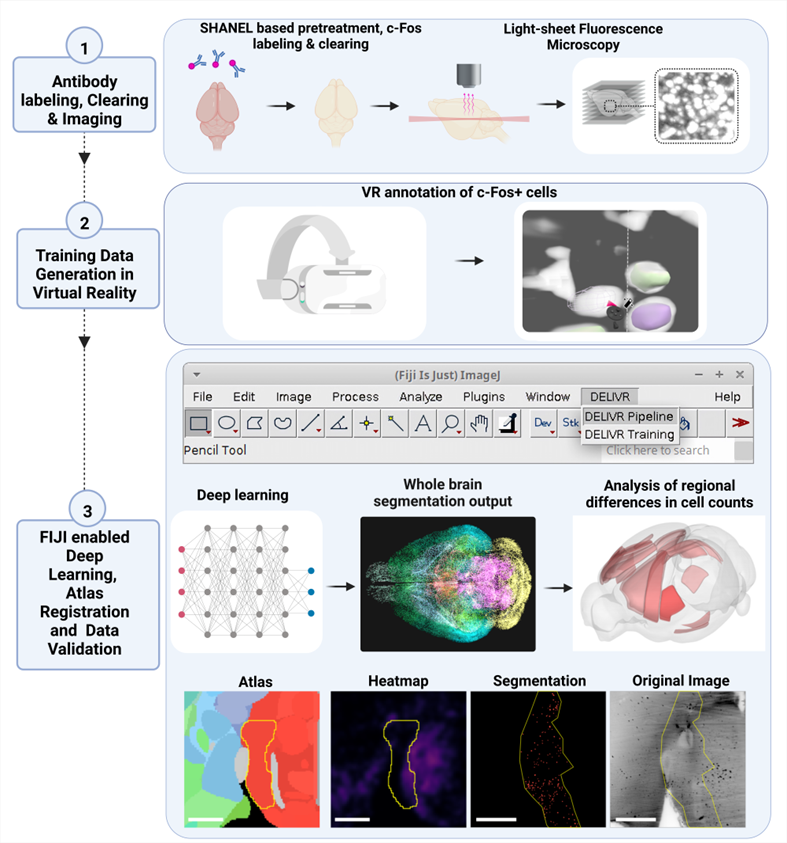 1
Antibody
labeling, Clearing
& Imaging
SHANEL based pretreatment, c-Fos
labeling & clearing
Light-sheet Fluorescence
Microscopy
2
Training Data
Generation in
Virtual Reality
VR annotation of c-Fos+ cells
3
FIJI enabled
Deep
Learning,
Atlas
Registration
and Data
Validation
(Fiji Is Just) ImageJ
File Edit Image Process Analyze Plugins Window DELIVR Help
Dev Stk
DELIVR Pipeline
DELIVR Training
Pencil Tool
Click here to search
Deep learning
Whole brain
segmentation output
Analysis of regional
differences in cell counts
Atlas
Heatmap
Segmentation
Original Image